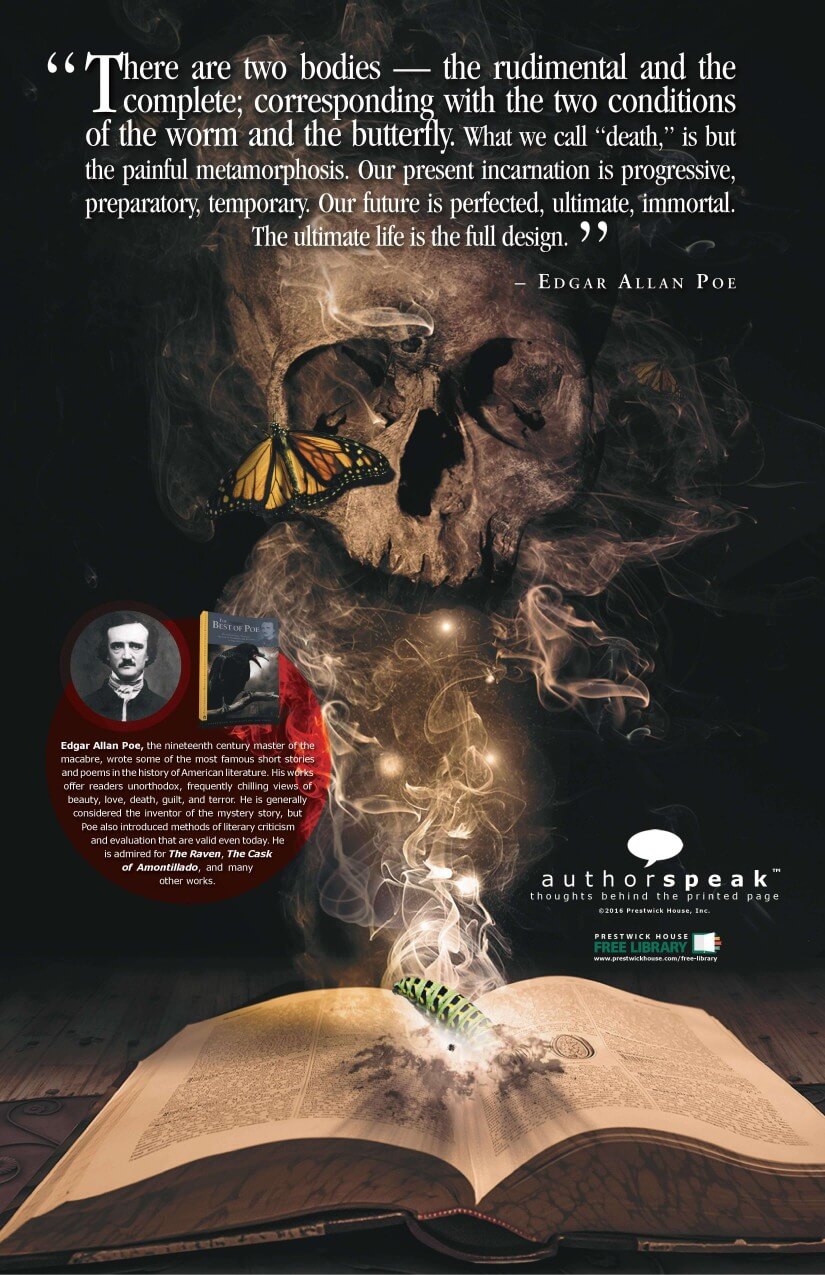 “There are two bodies — the rudimental and the
complete; corresponding with the two conditions
of the worm and the butterfly. What we call “death,” is but
the painful metamorphosis. Our present incarnation is progressive,
preparatory, temporary. Our future is perfected, ultimate, immortal.
The ultimate life is the full design.”
– Edgar Allan Poe
The
Best of Poe
Edgar Allan Poe, the nineteenth century master of the
macabre, wrote some of the most famous short stories
and poems in the history of American literature. His works
offer readers unorthodox, frequently chilling views of
beauty, love, death, guilt, and terror. He is generally
considered the inventor of the mystery story, but
Poe also introduced methods of literary criticism
and evaluation that are valid even today. He
is admired for The Raven, The Cask
of Amontillado, and many
other works.
authorspeak™
thoughts behind the printed page
©2016 Prestwick House, Inc.
PRESTWICK HOUSE
FREE LIBRARY
www.prestwickhouse.com/free-library